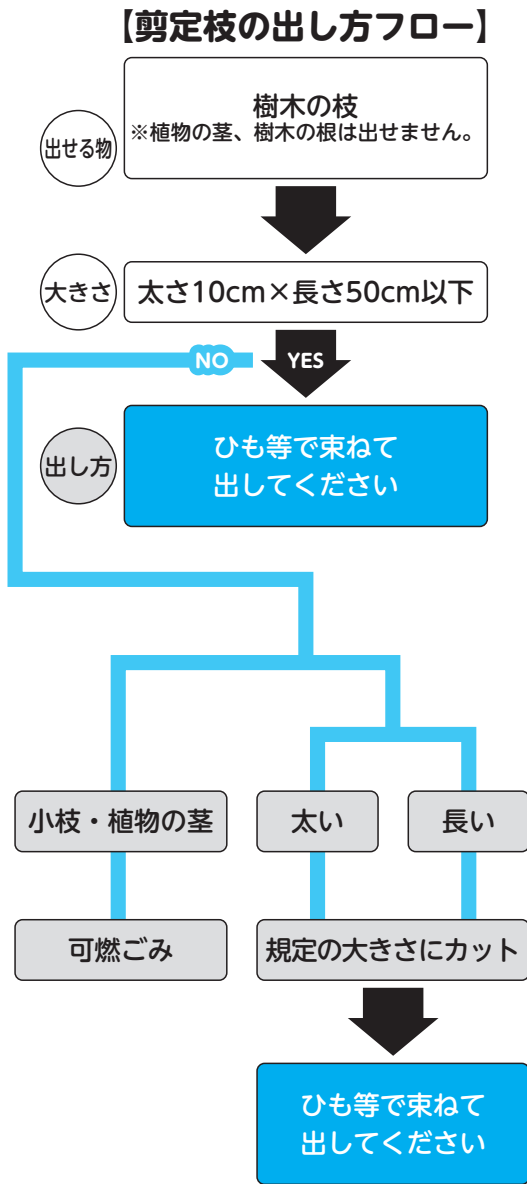 【剪定枝の出し方フロー】
出せる物
樹木の枝
※植物の茎、樹木の根は出せません。
大きさ
太さ10cm×長さ50cm以下
NO
YES
出し方
ひも等で束ねて
出してください
小枝・植物の茎
太い
長い
可燃ごみ
規定の大きさにカット
ひも等で束ねて
出してください